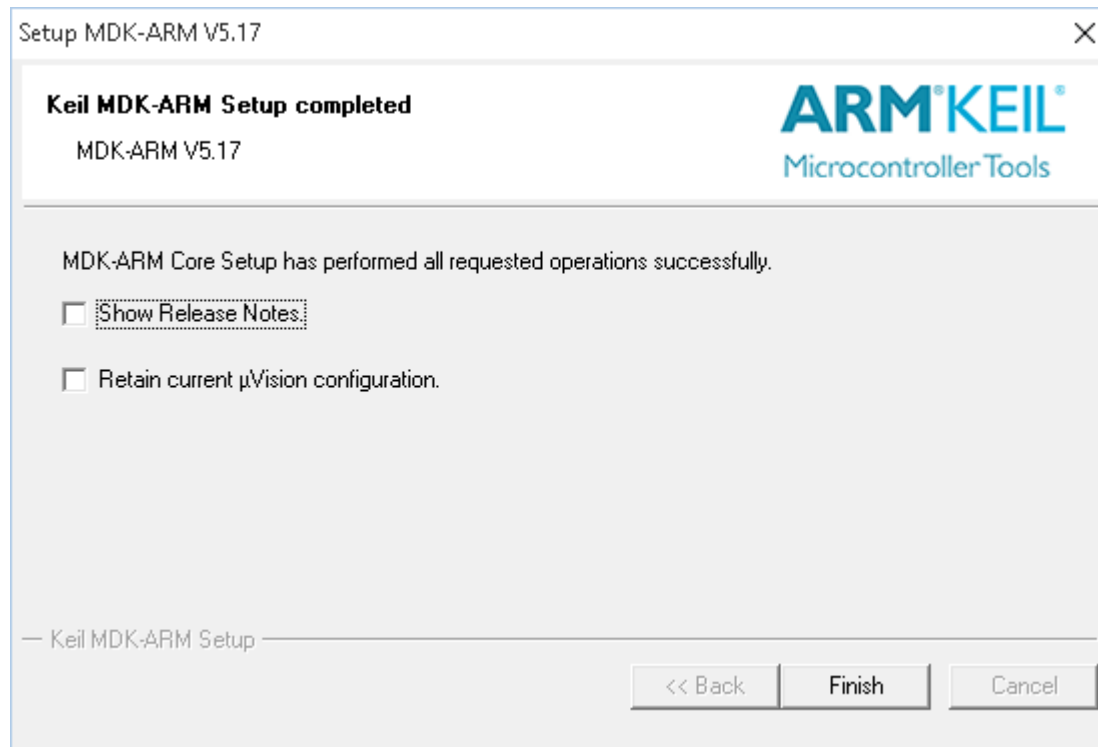 Setup MDK-ARM V5.17
Keil MDK-ARM Setup completed
MDK-ARM V5.17
ARM®KEIL®
Microcontroller Tools
MDK-ARM Core Setup has performed all requested operations successfully.
Show Release Notes.
Retain current µVision configuration.
Keil MDK-ARM Setup
<< Back
Finish
Cancel